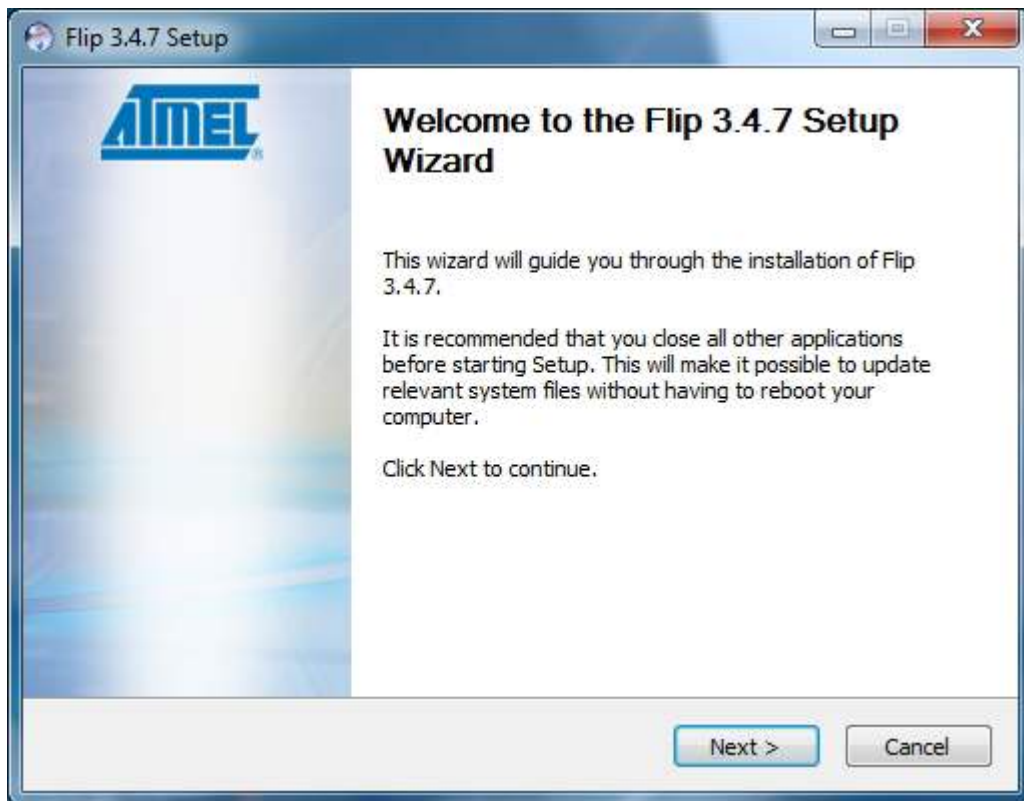 Flip 3.4.7 Setup
ATMEL
®
Welcome to the Flip 3.4.7 Setup
Wizard
This wizard will guide you through the installation of Flip
3.4.7.
It is recommended that you close all other applications
before starting Setup. This will make it possible to update
relevant system files without having to reboot your
computer.
Click Next to continue.
Next >
Cancel